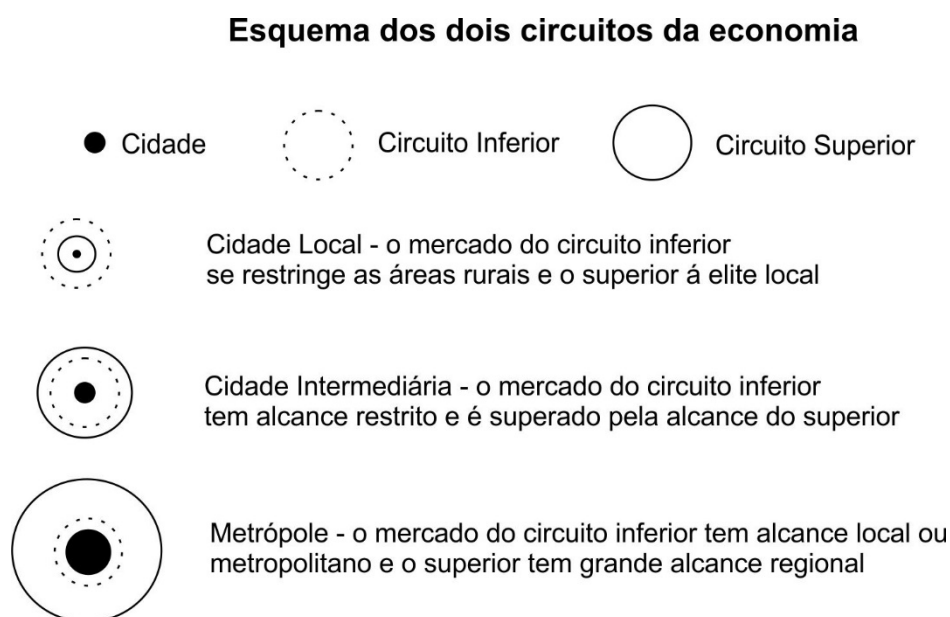 Esquema dos dois circuitos da economia
Cidade
Circuito Inferior
Circuito Superior
Cidade Local - o mercado do circuito inferior
se restringe as áreas rurais e o superior á elite local
Cidade Intermediária - o mercado do circuito inferior
tem alcance restrito e é superado pela alcance do superior
Metrópole - o mercado do circuito inferior tem alcance local ou
metropolitano e o superior tem grande alcance regional